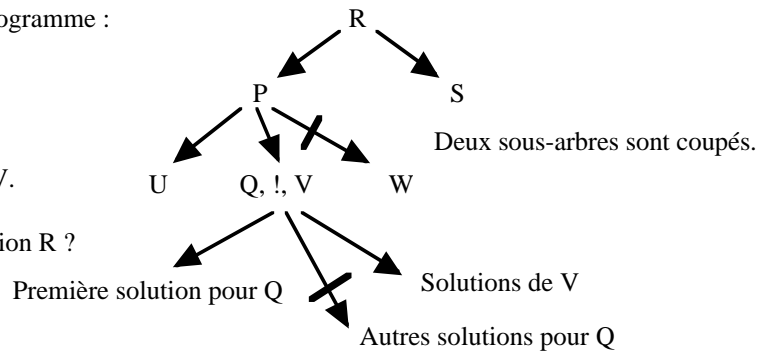 ogramme :
R
P
S
Deux sous-arbres sont coupés.
V.
U
Q, !, V
W
ion R ?
Première solution pour Q
Solutions de V
Autres solutions pour Q